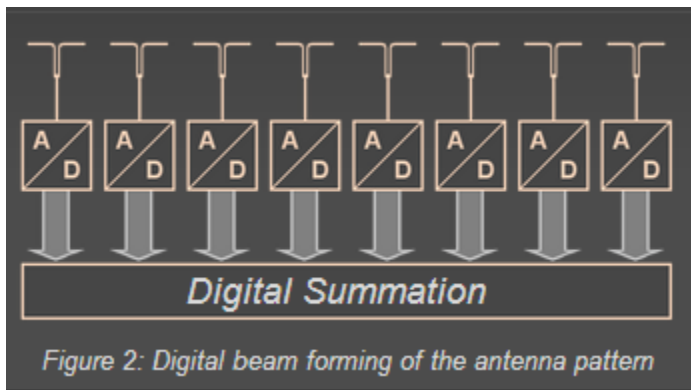 A D A D A D A D A D A D A D A D
Digital Summation
Figure 2: Digital beam forming of the antenna pattern